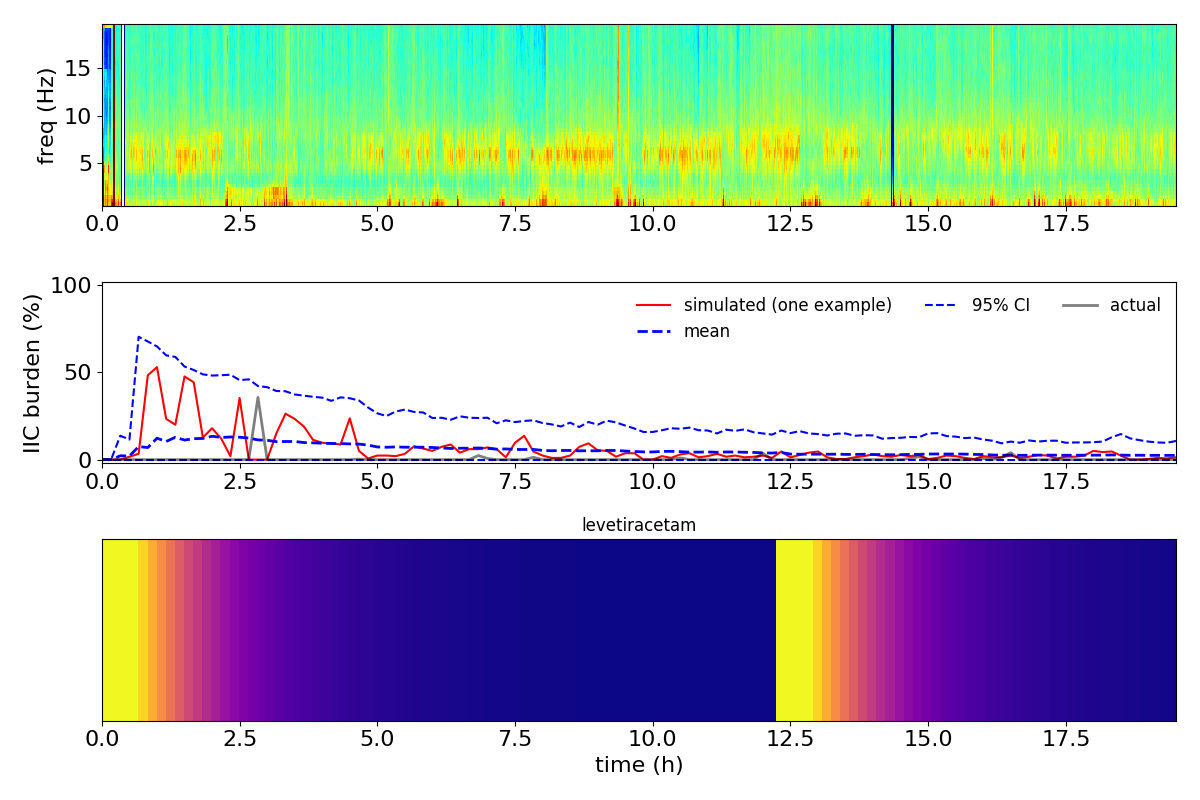 freq (Hz)
15
10
5
0.0 2.5 5.0 7.5 10.0 12.5 15.0 17.5
IIC burden (%)
100
50
0
simulated (one example) 95% CI actual
mean
0.0 2.5 5.0 7.5 10.0 12.5 15.0 17.5
levetiracetam
0.0 2.5 5.0 7.5 10.0 12.5 15.0 17.5
time (h)